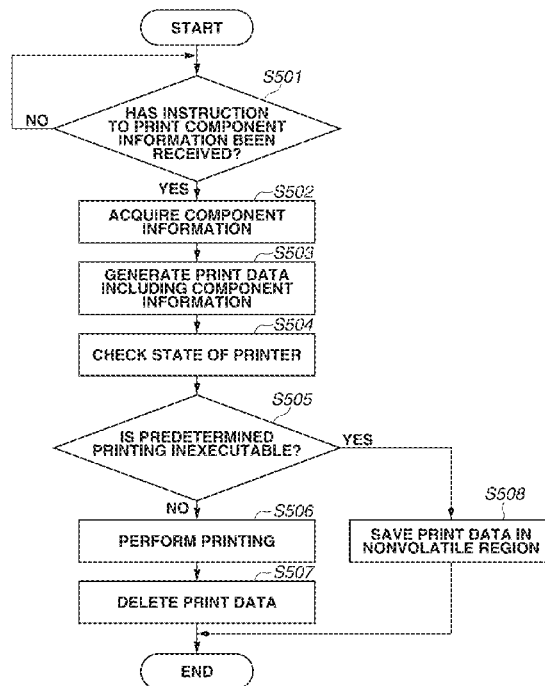 START
S501
HAS INSTRUCTION
TO PRINT COMPONENT
INFORMATION BEEN
RECEIVED?
NO
YES
S502
ACQUIRE COMPONENT
INFORMATION
S503
GENERATE PRINT DATA
INCLUDING COMPONENT
INFORMATION
S504
CHECK STATE OF PRINTER
S505
IS PREDETERMINED
PRINTING INEXECUTABLE?
YES
NO
S506
PERFORM PRINTING
S508
SAVE PRINT DATA IN
NONVOLATILE REGION
S507
DELETE PRINT DATA
END